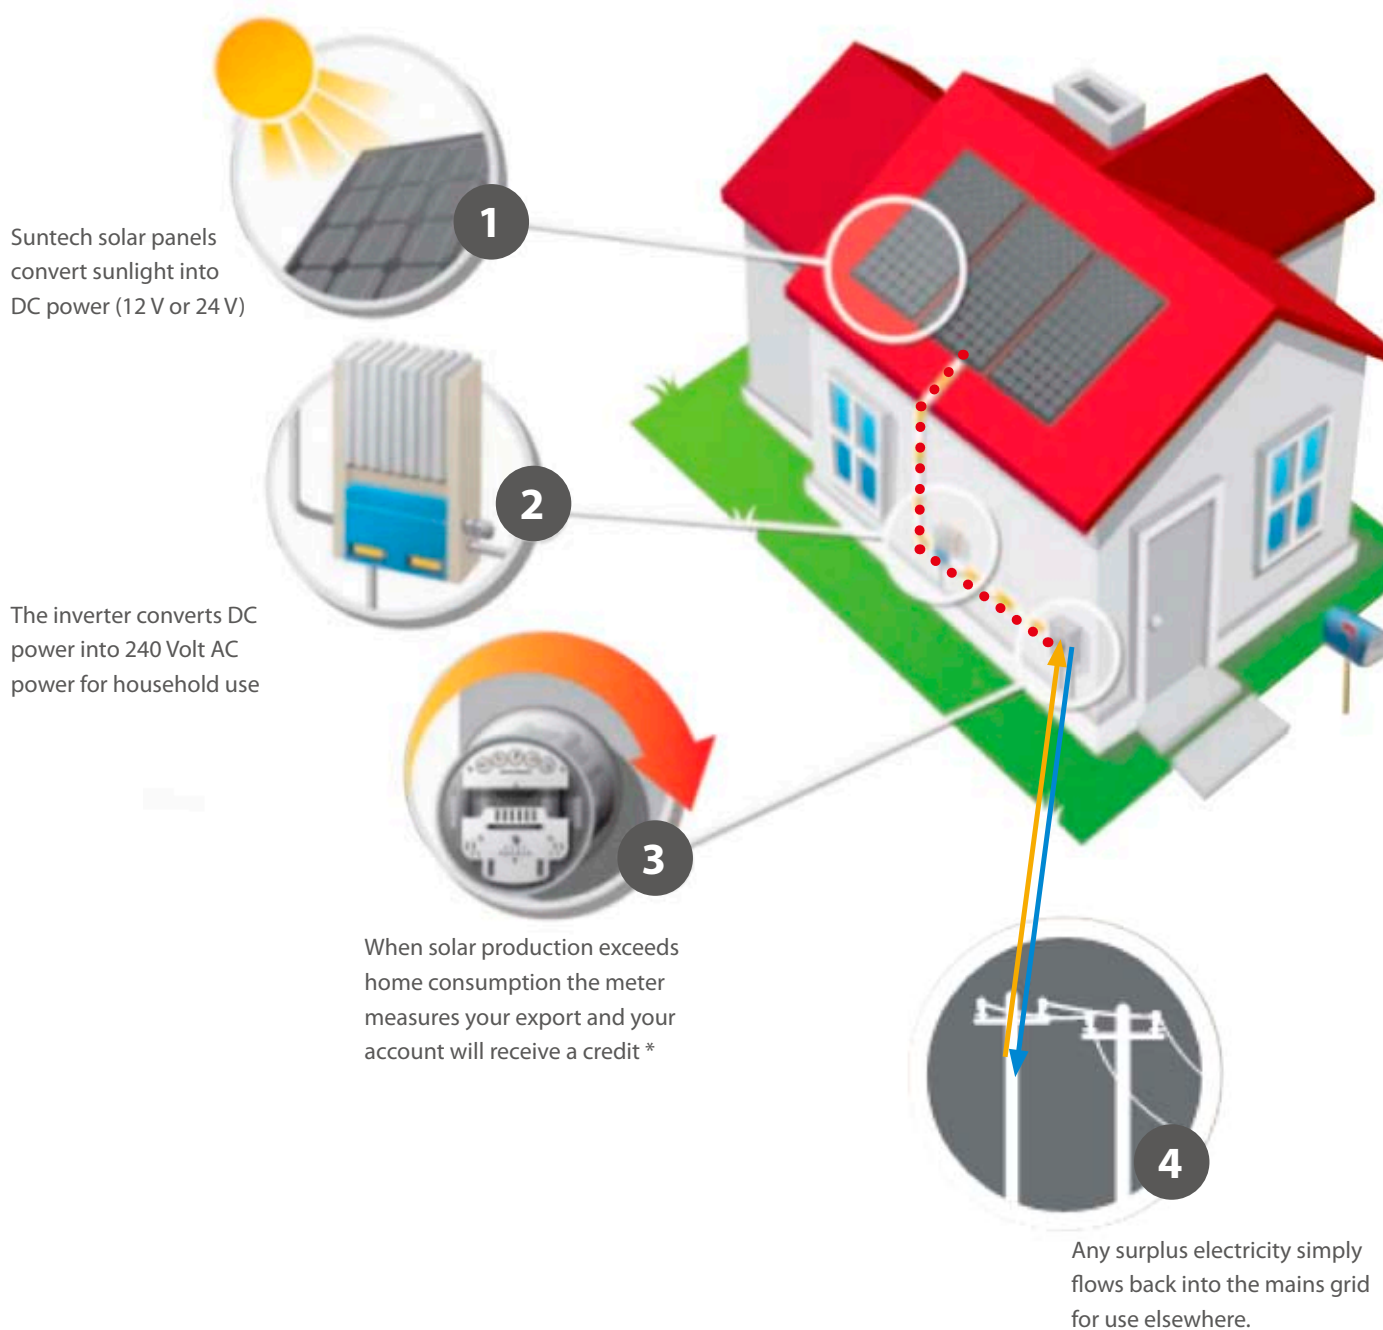 1
Suntech solar panels
convert sunlight into
DC power (12 V or 24 V)
2
The inverter converts DC
power into 240 Volt AC
power for household use
3
When solar production exceeds
home consumption the meter
measures your export and your
account will receive a credit *
4
Any surplus electricity simply
flows back into the mains grid
for use elsewhere.